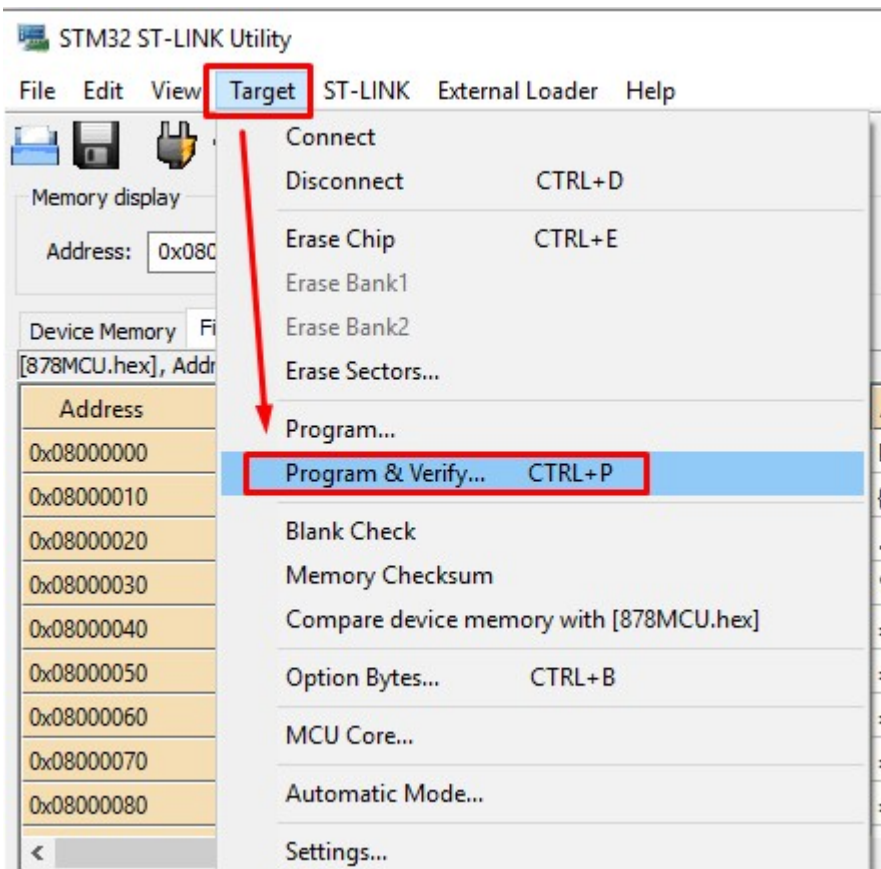 STM32 ST-LINK Utility
File Edit View Target ST-LINK External Loader Help
Connect
Disconnect CTRL+D
Memory display
Erase Chip CTRL+E
Address: 0x080
Erase Bank1
Erase Bank2
Device Memory Fi
[878MCU.hex], Addr
Erase Sectors...
Address
Program...
0x08000000
Program & Verify... CTRL+P
0x08000010
Blank Check
0x08000020
Memory Checksum
0x08000030
Compare device memory with [878MCU.hex]
0x08000040
0x08000050
Option Bytes... CTRL+B
0x08000060
MCU Core...
0x08000070
Automatic Mode...
0x08000080
Settings...